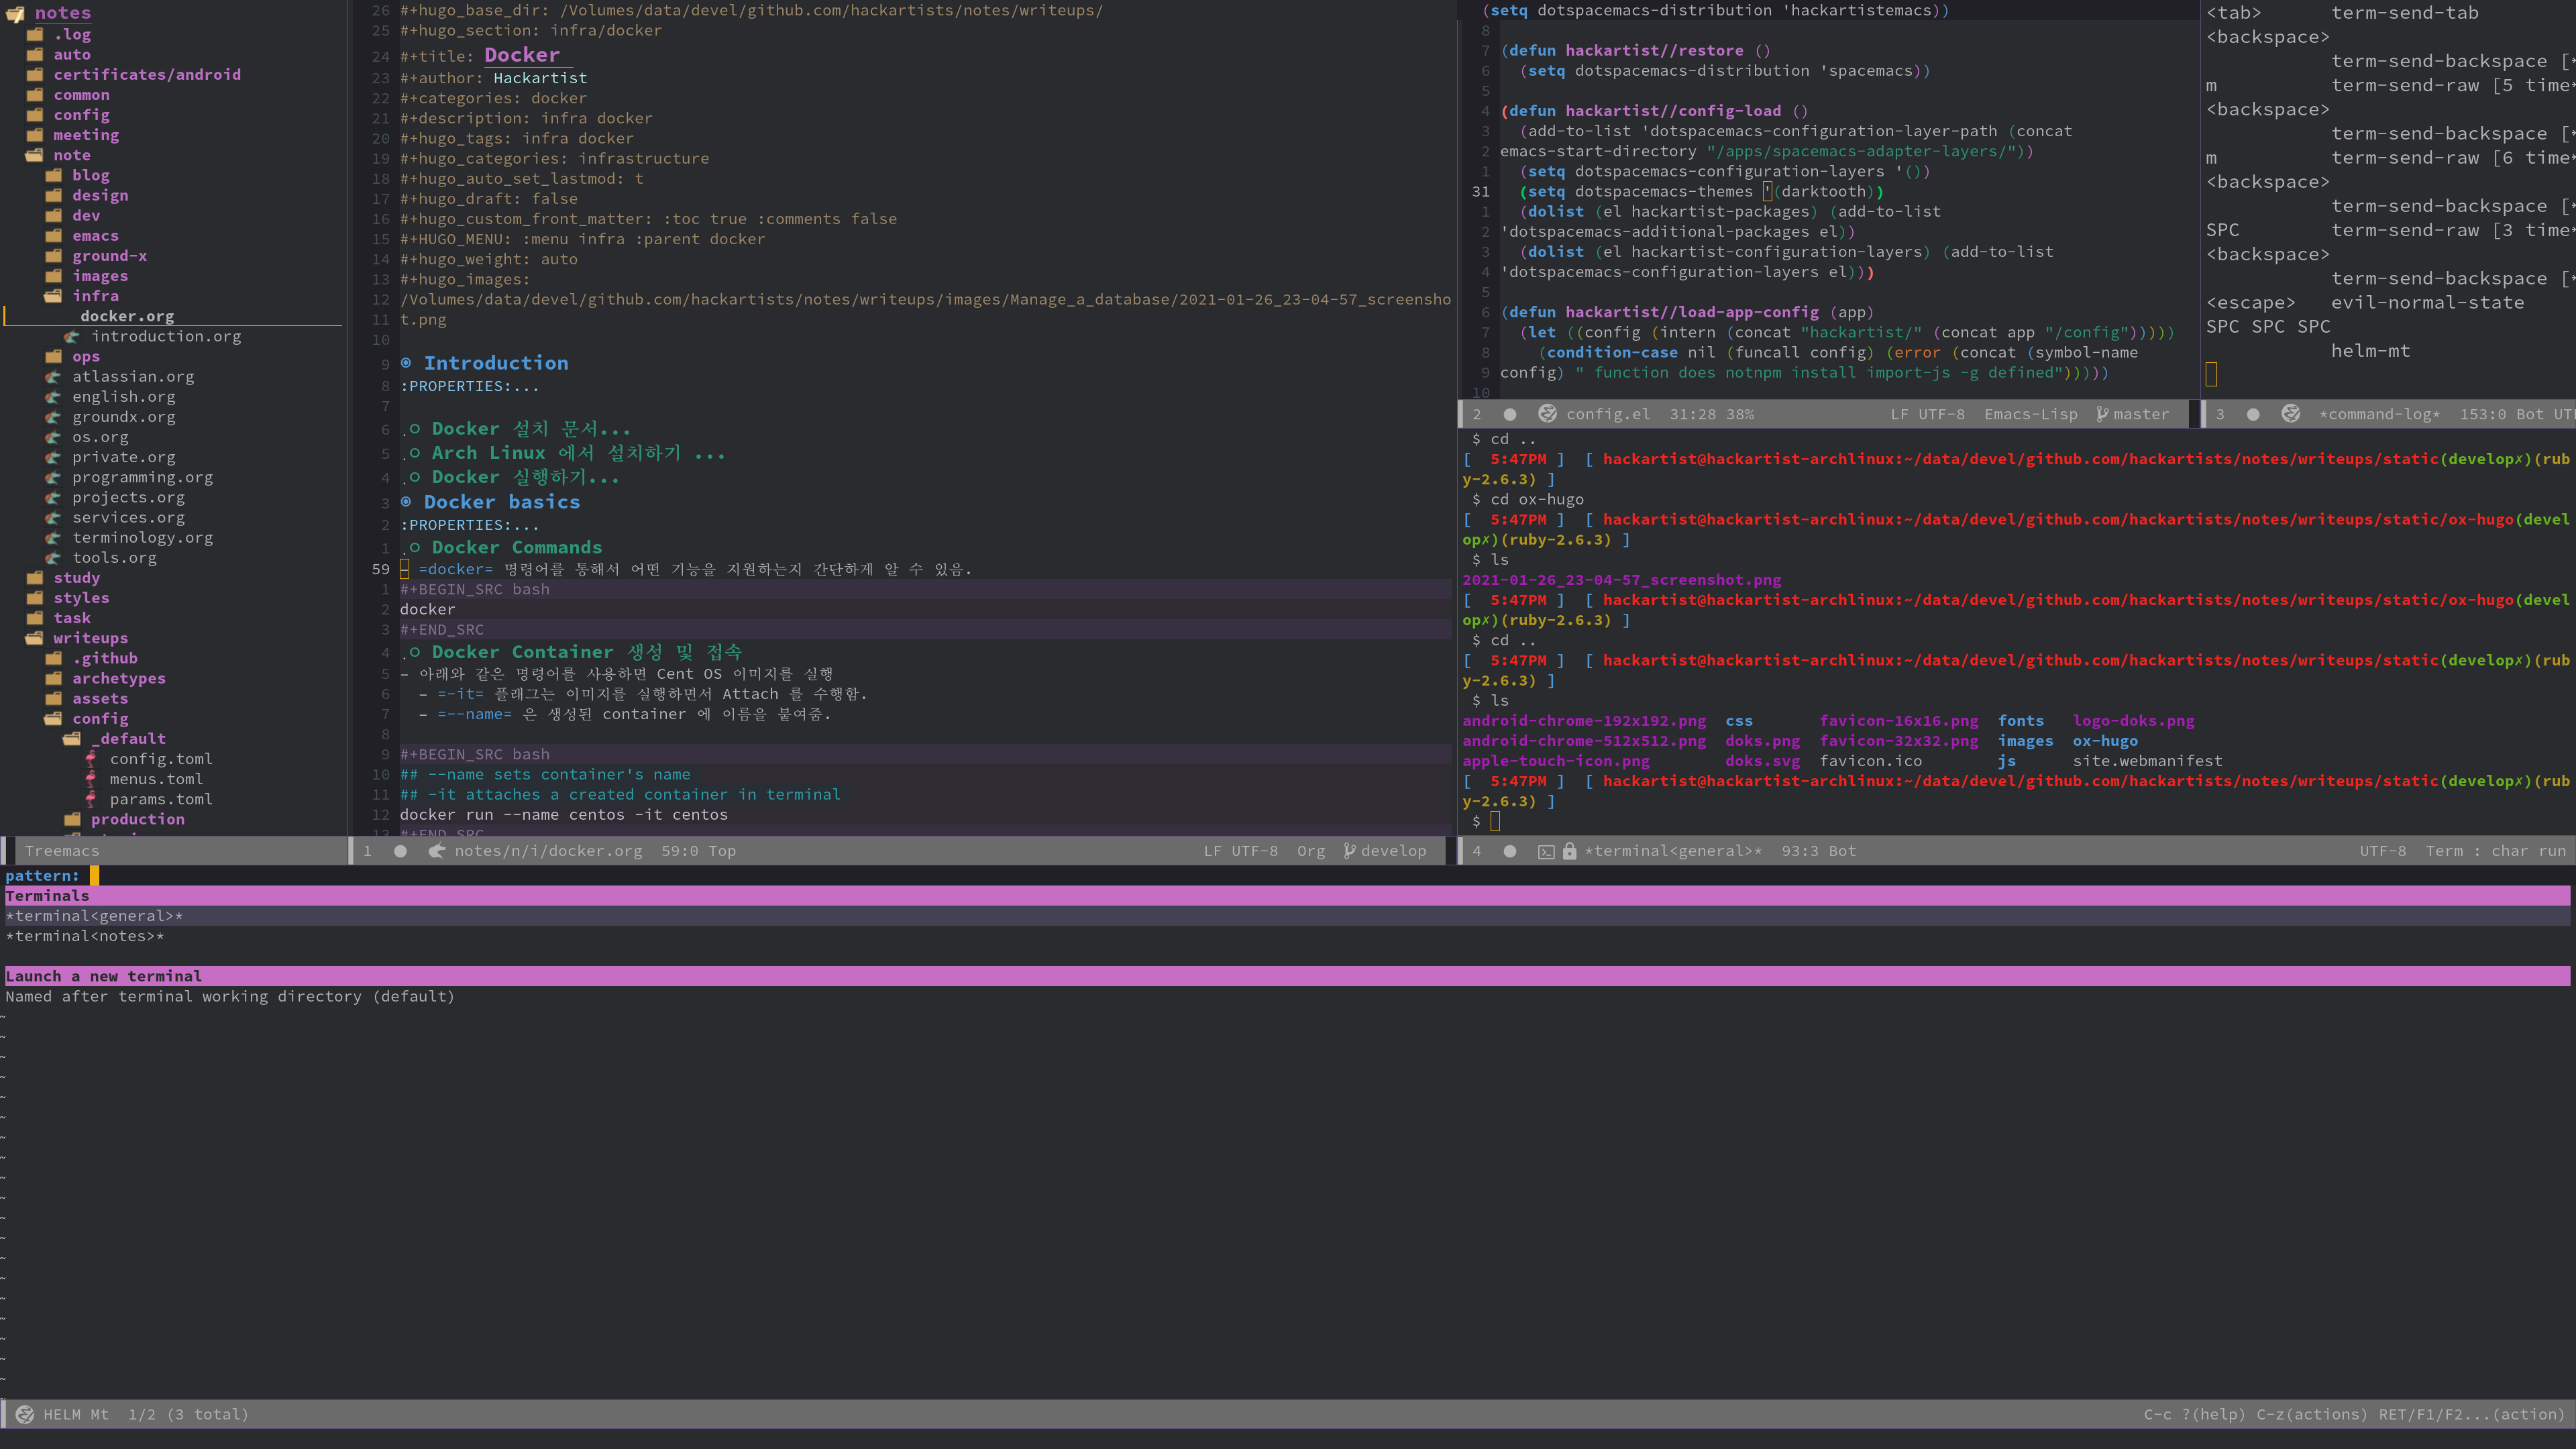 notes
.log
auto
certificates/android
common
config
meeting
note
blog
design
dev
emacs
ground-x
images
infra
docker.org
introduction.org
ops
atlassian.org
english.org
groundx.org
os.org
private.org
programming.org
projects.org
services.org
terminology.org
tools.org
study
styles
task
writeups
.github
archetypes
assets
config
_default
config.toml
menus.toml
params.toml
production
Treemacs
26 #+hugo_base_dir: /Volumes/data/devel/github.com/hackartists/notes/writeups/
25 #+hugo_section: infra/docker
24 #+title: Docker
23 #+author: Hackartist
22 #+categories: docker
21 #+description: infra docker
20 #+hugo_tags: infra docker
19 #+hugo_categories: infrastructure
18 #+hugo_auto_set_lastmod: t
17 #+hugo_draft: false
16 #+hugo_custom_front_matter: :toc true :comments false
15 #+HUGO_MENU: :menu infra :parent docker
14 #+hugo_weight: auto
13 #+hugo_images:
12 /Volumes/data/devel/github.com/hackartists/notes/writeups/images/Manage_a_database/2021-01-26_23-04-57_screensho
11 t.png
10
9 ◉ Introduction
8 :PROPERTIES:...
7
6 .○ Docker 설치 문서...
5 .○ Arch Linux 에서 설치하기 ...
4 .○ Docker 실행하기...
3 ◉ Docker basics
2 :PROPERTIES:...
1 .○ Docker Commands
59 – =docker= 명령어를 통해서 어떤 기능을 지원하는지 간단하게 알 수 있음.
1 #+BEGIN_SRC bash
2 docker
3 #+END_SRC
4 .○ Docker Container 생성 및 접속
5 – 아래와 같은 명령어를 사용하면 Cent OS 이미지를 실행
6 – =-it= 플래그는 이미지를 실행하면서 Attach 를 수행함.
7 – =--name= 은 생성된 container 에 이름을 붙여줌.
8
9 #+BEGIN_SRC bash
10 ## --name sets container's name
11 ## -it attaches a created container in terminal
12 docker run --name centos -it centos
13 #+END_SRC
1 ● notes/n/i/docker.org 59:0 Top LF UTF-8 Org develop
(setq dotspacemacs-distribution 'hackartistemacs))
8
7 (defun hackartist//restore ()
6 (setq dotspacemacs-distribution 'spacemacs))
5
4 (defun hackartist//config-load ()
3 (add-to-list 'dotspacemacs-configuration-layer-path (concat
2 emacs-start-directory "/apps/spacemacs-adapter-layers/"))
1 (setq dotspacemacs-configuration-layers '())
31 (setq dotspacemacs-themes '(darktooth))
1 (dolist (el hackartist-packages) (add-to-list
2 'dotspacemacs-additional-packages el))
3 (dolist (el hackartist-configuration-layers) (add-to-list
4 'dotspacemacs-configuration-layers el)))
5
6 (defun hackartist//load-app-config (app)
7 (let ((config (intern (concat "hackartist/" (concat app "/config")))))
8 (condition-case nil (funcall config) (error (concat (symbol-name
9 config) " function does notnpm install import-js -g defined")))))
10
2 ● config.el 31:28 38% LF UTF-8 Emacs-Lisp master
<tab> term-send-tab
<backspace>
term-send-backspace [
m term-send-raw [5 time
<backspace>
term-send-backspace [
m term-send-raw [6 time
<backspace>
term-send-backspace [
SPC term-send-raw [3 time
<backspace>
term-send-backspace [
<escape> evil-normal-state
SPC SPC SPC
helm-mt
3 ● *command-log* 153:0 Bot UT
$ cd ..
[ 5:47PM ] [ hackartist@hackartist-archlinux:~/data/devel/github.com/hackartists/notes/writeups/static(develop✗)(rub
y-2.6.3) ]
$ cd ox-hugo
[ 5:47PM ] [ hackartist@hackartist-archlinux:~/data/devel/github.com/hackartists/notes/writeups/static/ox-hugo(devel
op✗)(ruby-2.6.3) ]
$ ls
2021-01-26_23-04-57_screenshot.png
[ 5:47PM ] [ hackartist@hackartist-archlinux:~/data/devel/github.com/hackartists/notes/writeups/static/ox-hugo(devel
op✗)(ruby-2.6.3) ]
$ cd ..
[ 5:47PM ] [ hackartist@hackartist-archlinux:~/data/devel/github.com/hackartists/notes/writeups/static(develop✗)(rub
y-2.6.3) ]
$ ls
android-chrome-192x192.png css favicon-16x16.png fonts logo-doks.png
android-chrome-512x512.png doks.png favicon-32x32.png images ox-hugo
apple-touch-icon.png doks.svg favicon.ico js site.webmanifest
[ 5:47PM ] [ hackartist@hackartist-archlinux:~/data/devel/github.com/hackartists/notes/writeups/static(develop✗)(rub
y-2.6.3) ]
$
4 ● *terminal<general>* 93:3 Bot UTF-8 Term : char run
pattern:
Terminals
*terminal<general>*
*terminal<notes>*
Launch a new terminal
Named after terminal working directory (default)
HELM Mt 1/2 (3 total) C-c ?(help) C-z(actions) RET/F1/F2...(action)